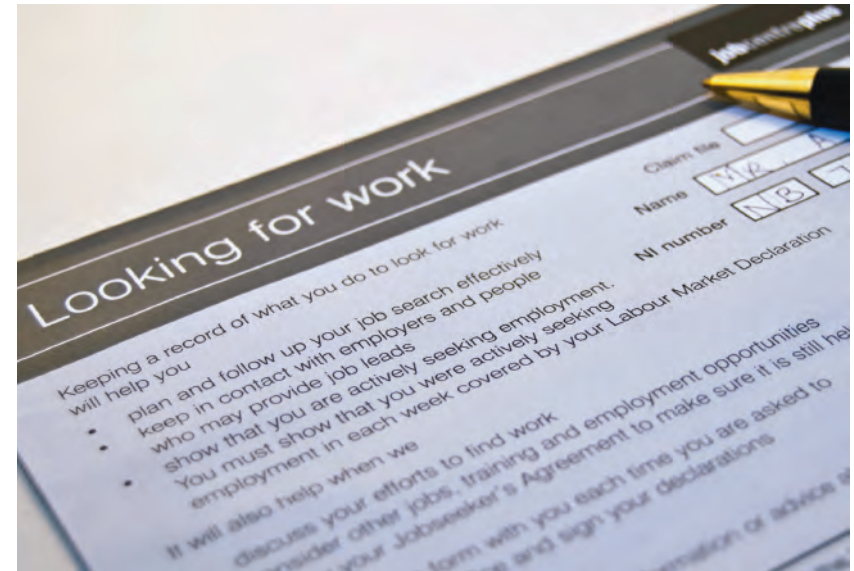 jobcentreplus
Looking for work
Claim file
Name MR. A
NI number NB
Keeping a record of what you do to look for work
will help you
• plan and follow up your job search effectively
• keep in contact with employers and people
who may provide job leads
• show that you are actively seeking employment.
You must show that you were actively seeking
employment in each week covered by your Labour Market Declaration
It will also help when we
discuss your efforts to find work
consider other jobs, training and employment opportunities
your Jobseeker's Agreement to make sure it is still
form with you each time you are asked to
and sign your declarations
or advice